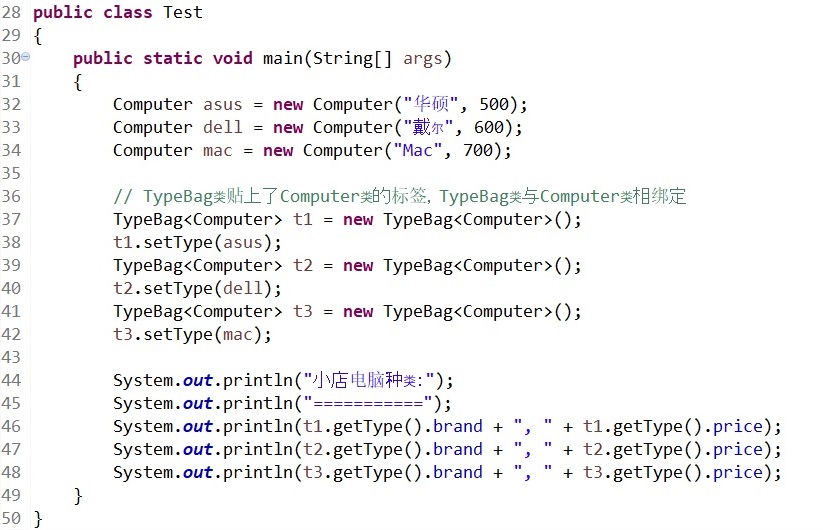 28 public class Test
29 {
30     public static void main(String[] args)
31     {
32         Computer asus = new Computer("华硕", 500);
33         Computer dell = new Computer("戴尔", 600);
34         Computer mac = new Computer("Mac", 700);
35
36         // TypeBag类贴上了Computer类的标签, TypeBag类与Computer类相绑定
37         TypeBag<Computer> t1 = new TypeBag<Computer>();
38         t1.setType(asus);
39         TypeBag<Computer> t2 = new TypeBag<Computer>();
40         t2.setType(dell);
41         TypeBag<Computer> t3 = new TypeBag<Computer>();
42         t3.setType(mac);
43
44         System.out.println("小店电脑种类:");
45         System.out.println("===========");
46         System.out.println(t1.getType().brand + ", " + t1.getType().price);
47         System.out.println(t2.getType().brand + ", " + t2.getType().price);
48         System.out.println(t3.getType().brand + ", " + t3.getType().price);
49     }
50 }